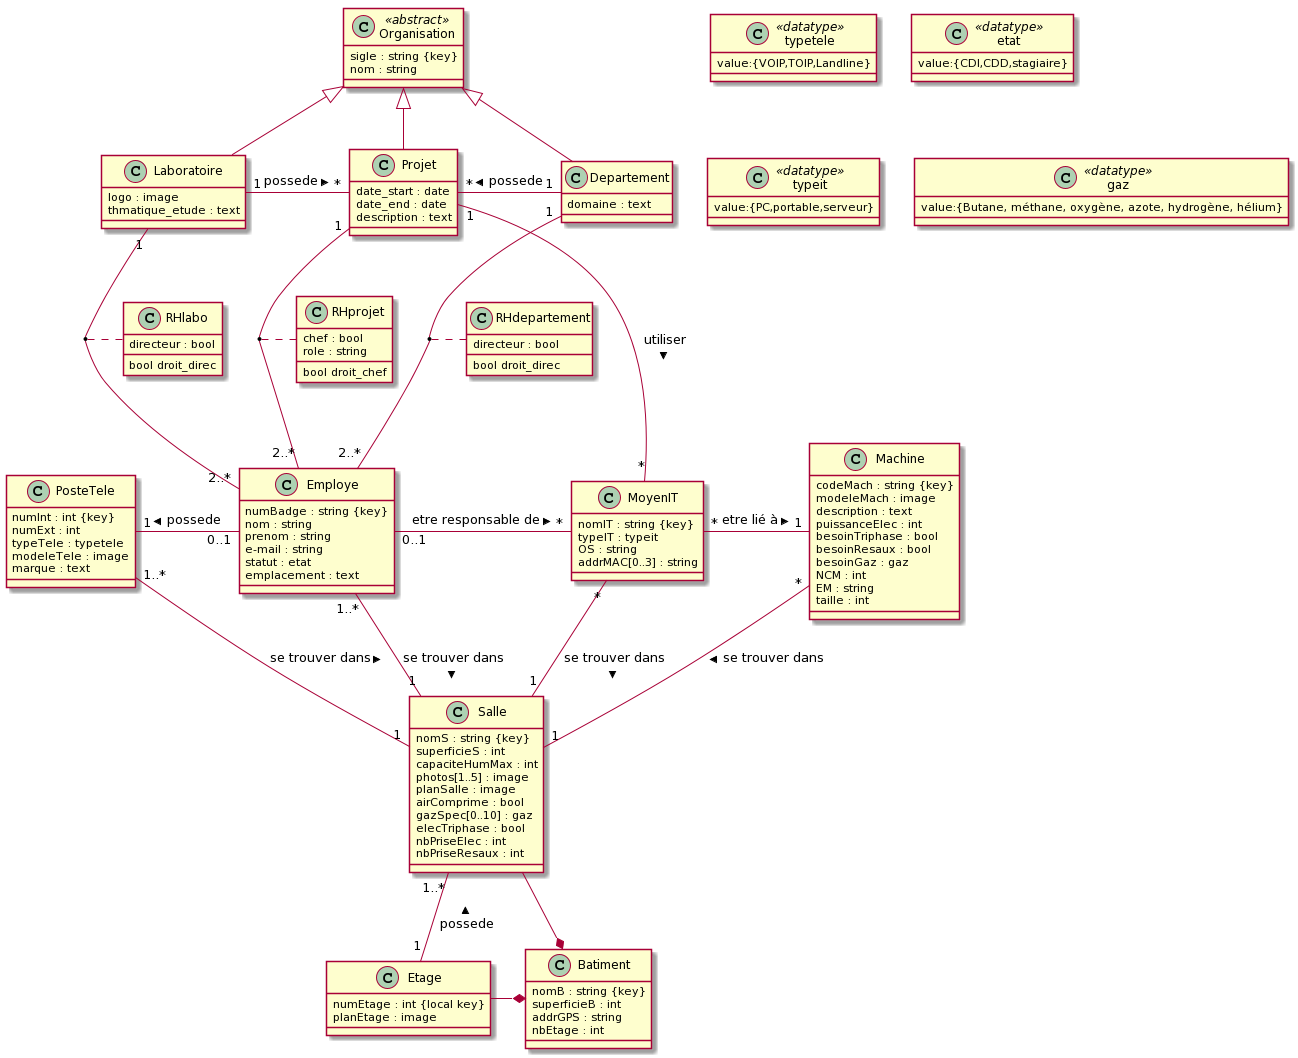 «abstract»
Organisation
sigle : string {key}
nom : string
«datatype»
typetele
value:{VOIP,TOIP,Landline}
«datatype»
etat
value:{CDI,CDD,stagiaire}
Laboratoire
logo : image
thmatique_etude : text
1
possede
*
Projet
date_start : date
date_end : date
description : text
*
possede
1
Departement
domaine : text
«datatype»
typeit
value:{PC,portable,serveur}
«datatype»
gaz
value:{Butane, méthane, oxygène, azote, hydrogène, hélium}
1
1
1
1
RHlabo
directeur : bool
bool droit_direc
RHprojet
chef : bool
role : string
bool droit_chef
RHdepartement
directeur : bool
bool droit_direc
utiliser
2..*
2..*
2..*
*
PosteTele
numInt : int {key}
numExt : int
typeTele : typetele
modeleTele : image
marque : text
1
possede
0..1
Employe
numBadge : string {key}
nom : string
prenom : string
e-mail : string
statut : etat
emplacement : text
etre responsable de
*
0..1
MoyenIT
nomIT : string {key}
typeIT : typeit
OS : string
addrMAC[0..3] : string
*
etre lié à
1
Machine
codeMach : string {key}
modeleMach : image
description : text
puissanceElec : int
besoinTriphase : bool
besoinResaux : bool
besoinGaz : gaz
NCM : int
EM : string
taille : int
1..*
1..*
*
*
se trouver dans
se trouver dans
se trouver dans
se trouver dans
1
1
1
1
Salle
nomS : string {key}
superficieS : int
capaciteHumMax : int
photos[1..5] : image
planSalle : image
airComprime : bool
gazSpec[0..10] : gaz
elecTriphase : bool
nbPriseElec : int
nbPriseResaux : int
1..*
possede
1
Etage
numEtage : int {local key}
planEtage : image
Batiment
nomB : string {key}
superficieB : int
addrGPS : string
nbEtage : int